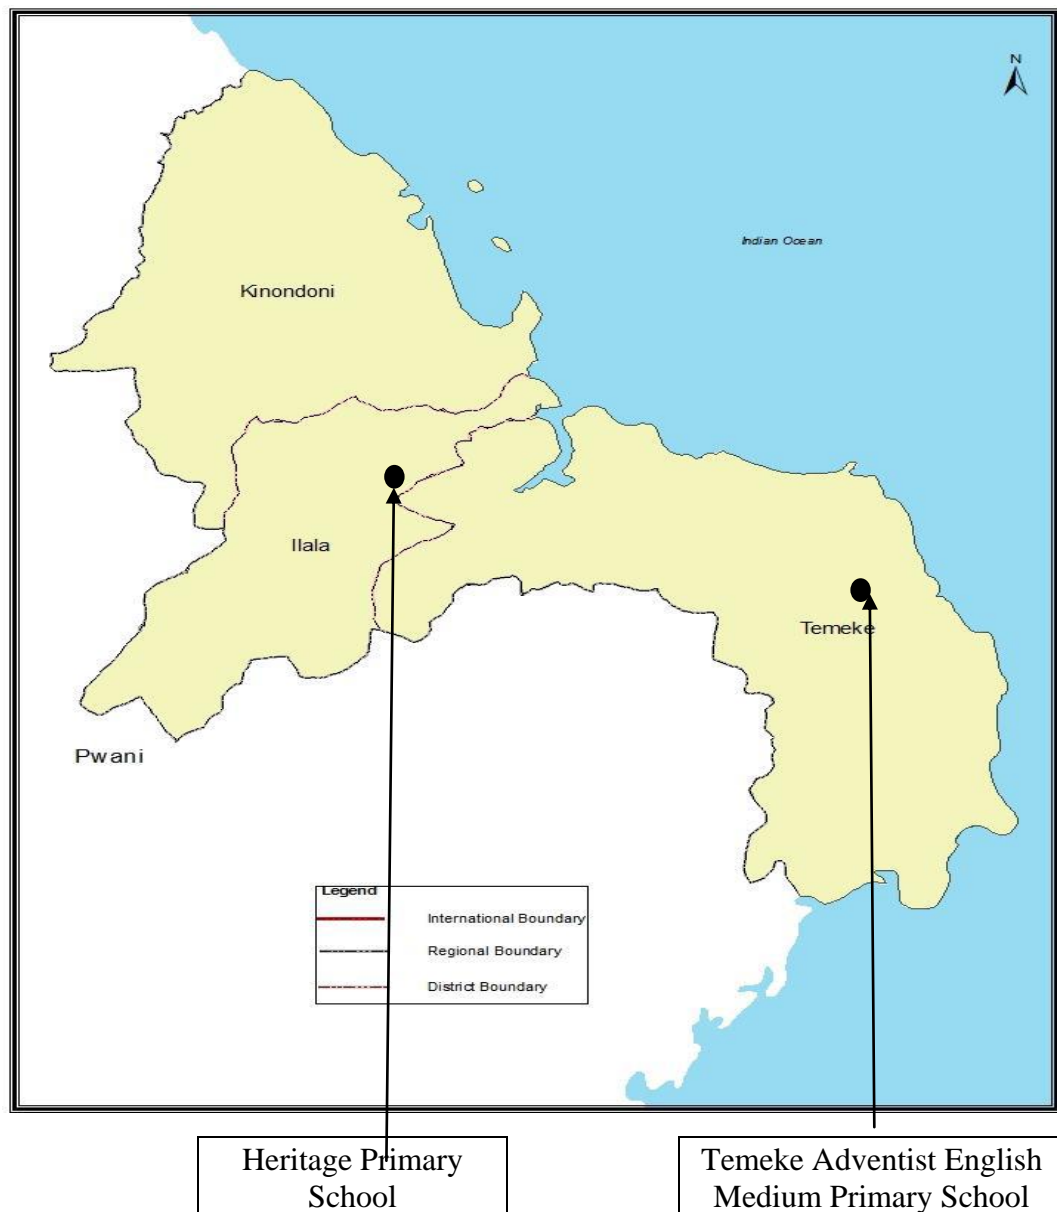 N
Indian Ocean
Kinondoni
Ilala
Temeke
Pwani
Legend
International Boundary
Regional Boundary
District Boundary
Heritage Primary
School
Temeke Adventist English
Medium Primary School